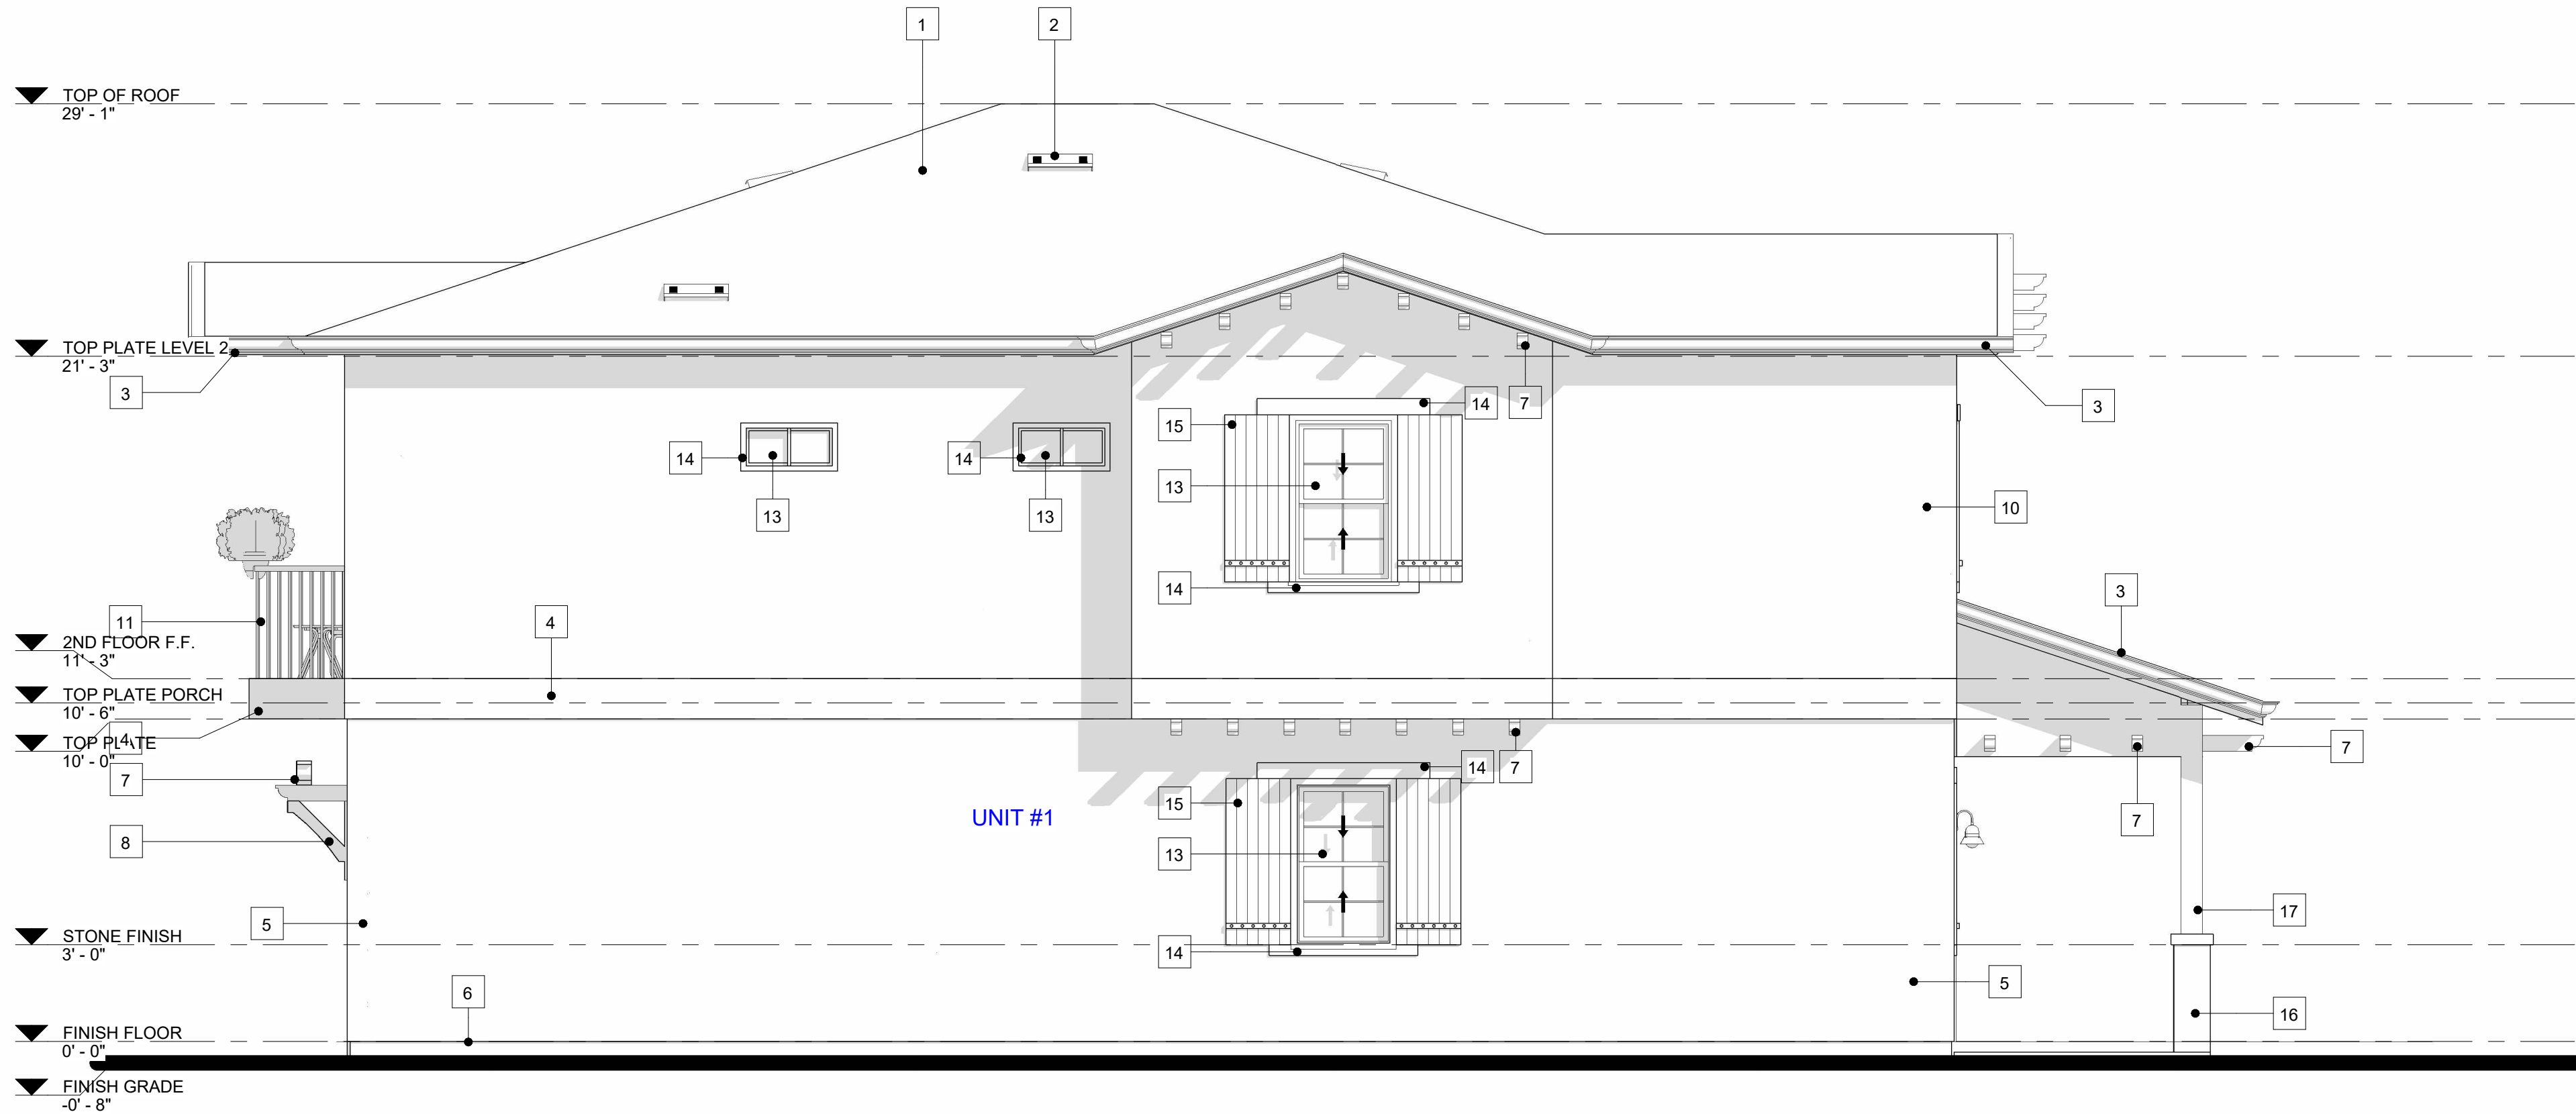 1
2
TOP OF ROOF
29' - 1"
TOP PLATE LEVEL 2
21' - 3"
3
14
7
3
15
14
14
13
13
13
10
14
3
11
4
2ND FLOOR F.F.
11' - 3"
TOP PLATE PORCH
10' - 6"
4
TOP PLATE
10' - 0"
7
14
7
7
15
UNIT #1
7
8
13
5
17
STONE FINISH
3' - 0"
14
5
6
16
FINISH FLOOR
0' - 0"
FINISH GRADE
-0' - 8"